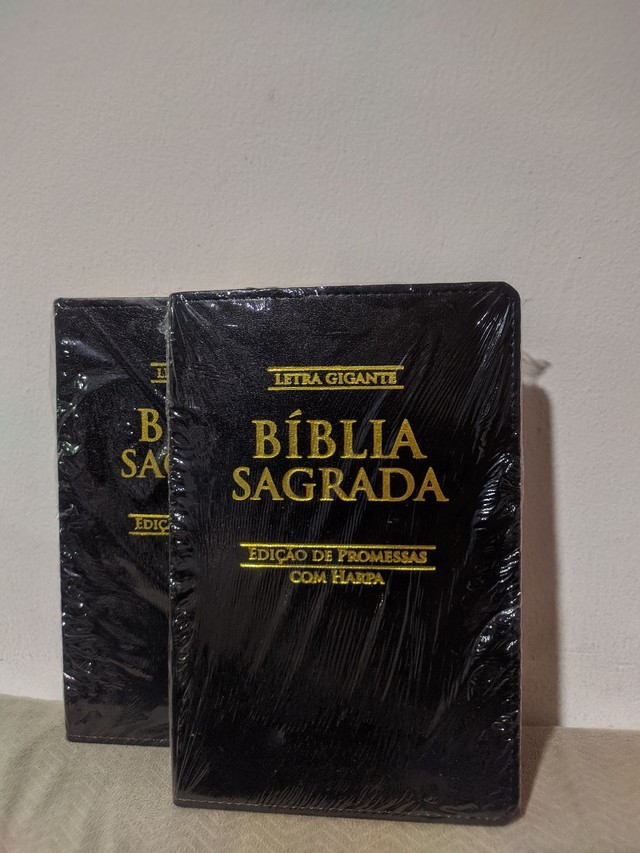 LETRA GIGANTE
BÍBLIA
SAGRADA
EDIÇÃO DE PROMESSAS
COM HARPA